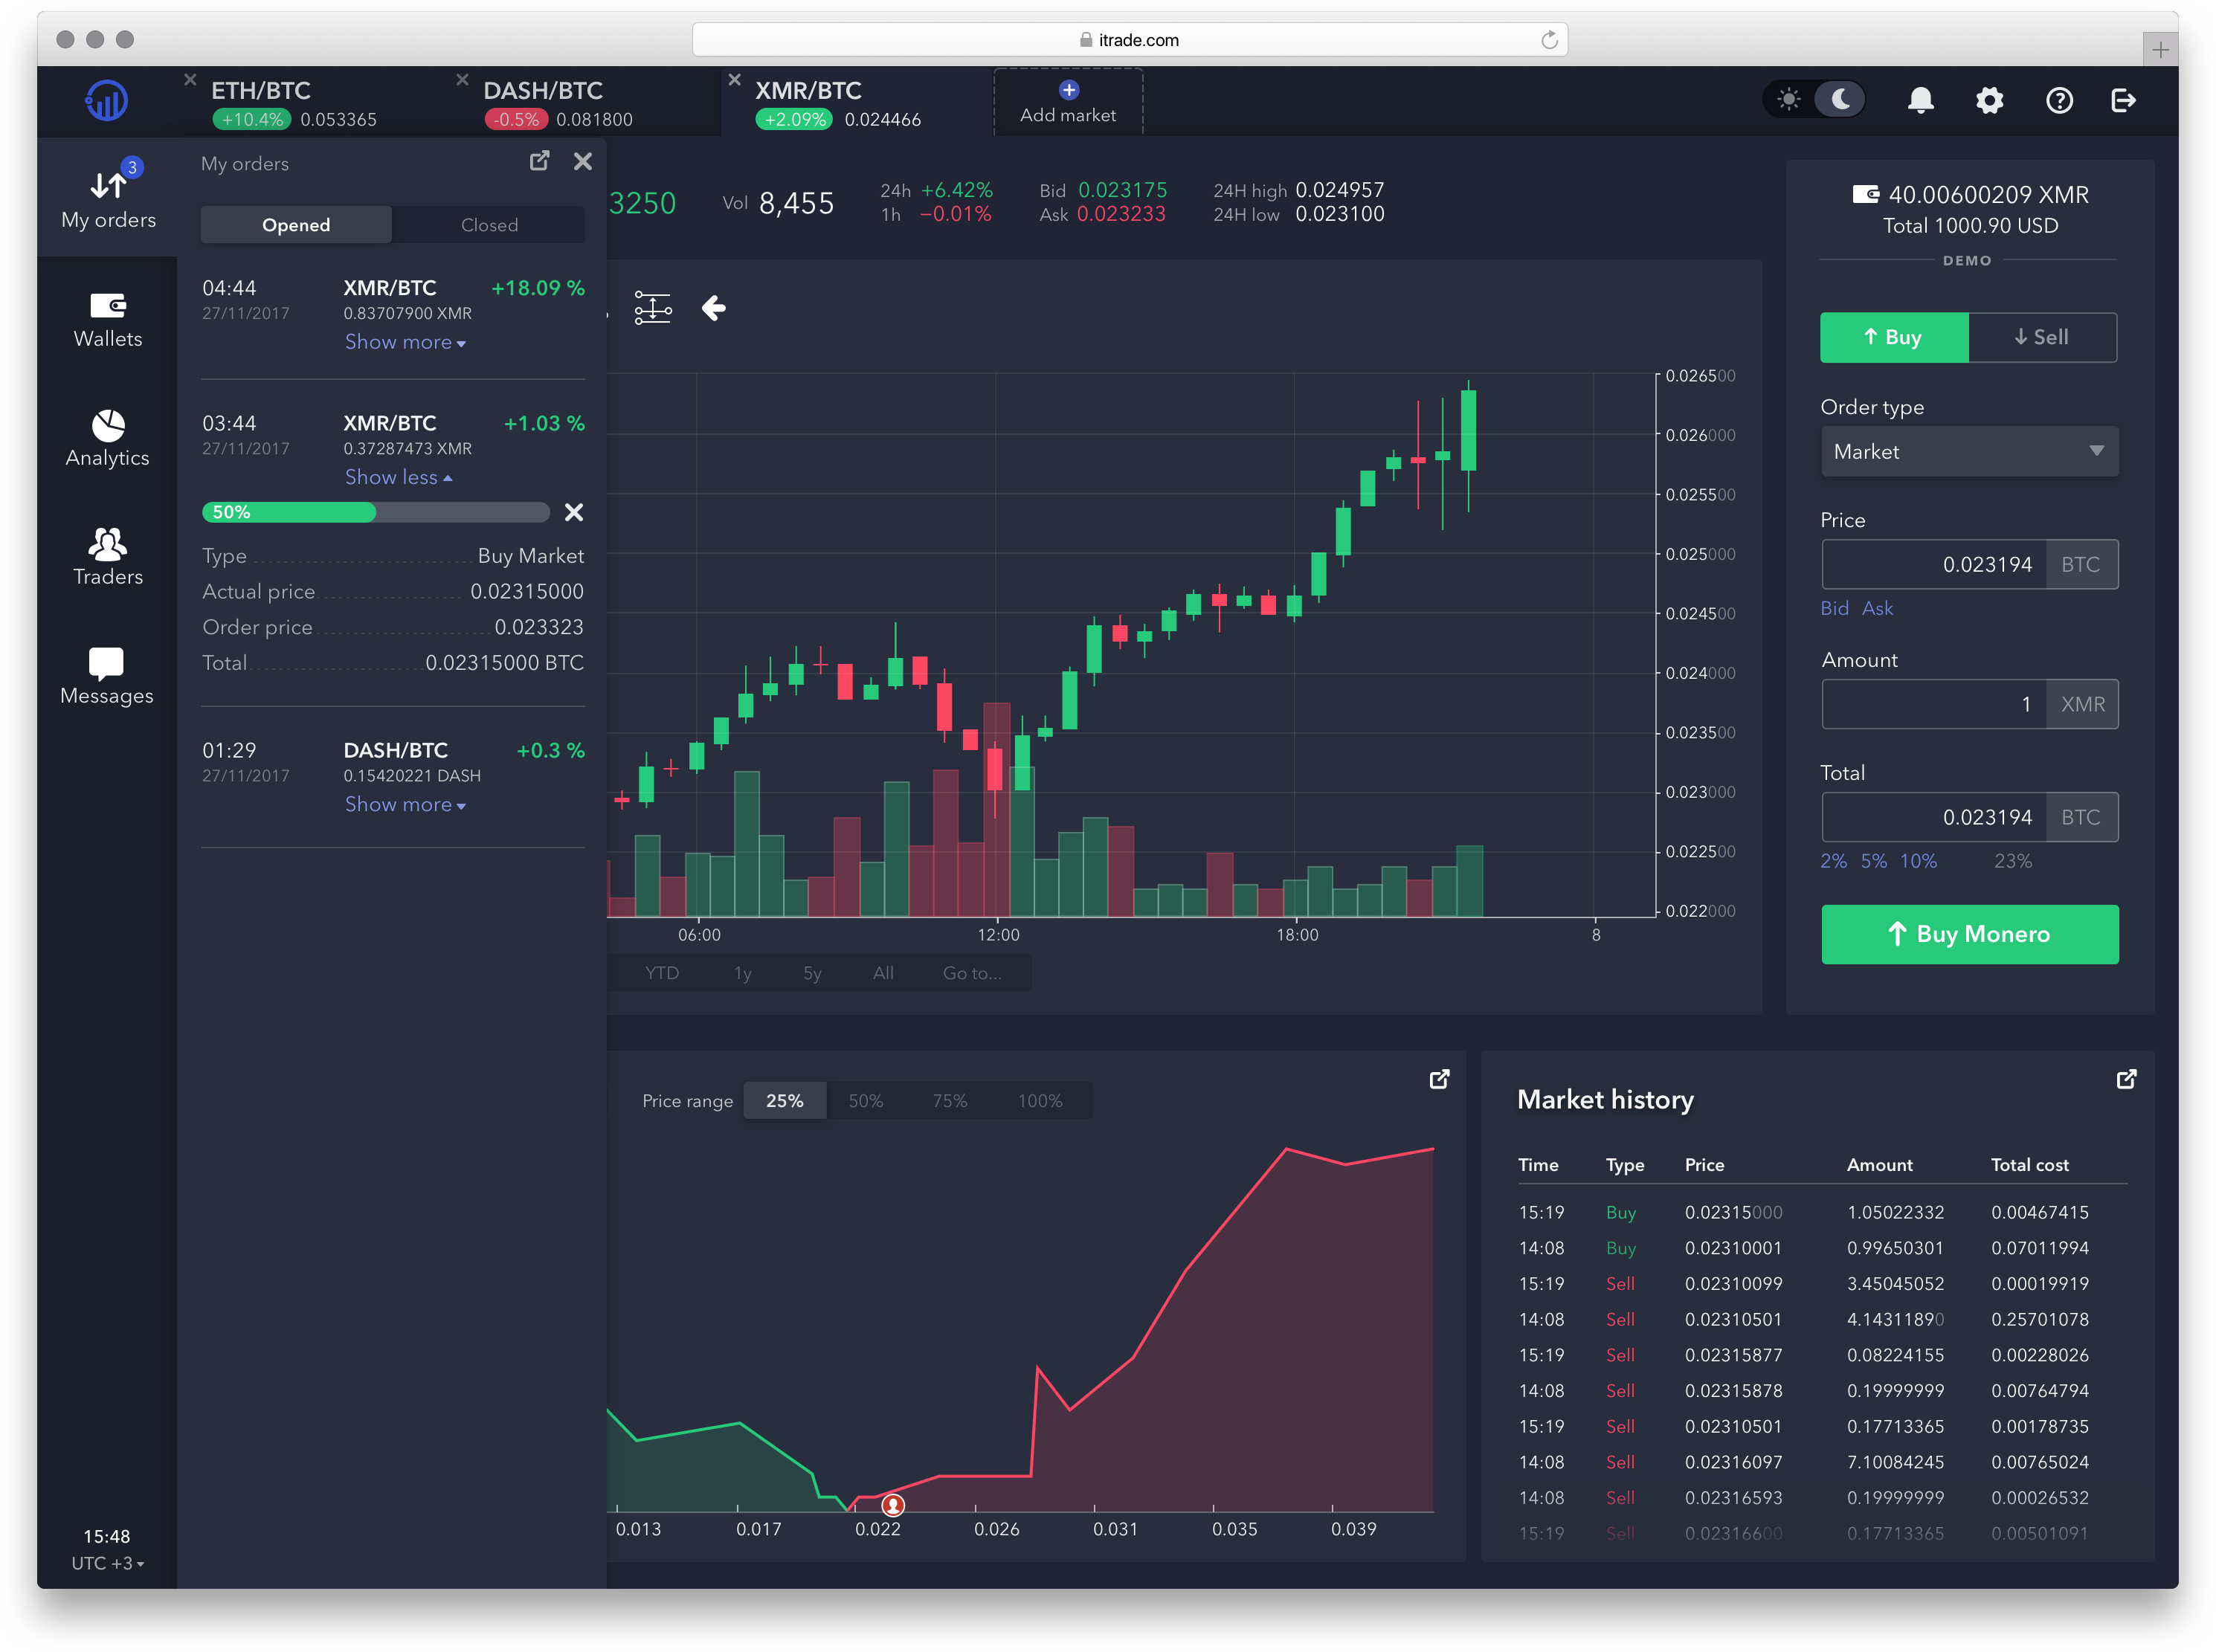 itrade.com
ETH/BTC
+10.4% 0.053365
DASH/BTC
-0.5% 0.081800
XMR/BTC
+2.09% 0.024466
Add market
3
My orders
Wallets
Analytics
Traders
Messages
15:48
UTC +3
My orders
Opened Closed
04:44 XMR/BTC +18.09 %
27/11/2017 0.83707900 XMR
Show more
03:44 XMR/BTC +1.03 %
27/11/2017 0.37287473 XMR
Show less
50%
Type Buy Market
Actual price 0.02315000
Order price 0.023323
Total 0.02315000 BTC
01:29 DASH/BTC +0.3 %
27/11/2017 0.15420221 DASH
Show more
3250
Vol 8,455
24h +6.42%
1h −0.01%
Bid 0.023175
Ask 0.023233
24H high 0.024957
24H low 0.023100
0.026500
0.026000
0.025500
0.025000
0.024500
0.024000
0.023500
0.023000
0.022500
0.022000
06:00 12:00 18:00 8
YTD 1y 5y All Go to...
40.00600209 XMR
Total 1000.90 USD
DEMO
Buy Sell
Order type
Market
Price
0.023194 BTC
Bid Ask
Amount
1 XMR
Total
0.023194 BTC
2% 5% 10% 23%
Buy Monero
Price range 25% 50% 75% 100%
0.013 0.017 0.022 0.026 0.031 0.035 0.039
Market history
Time Type Price Amount Total cost
15:19 Buy 0.02315000 1.05022332 0.00467415
14:08 Buy 0.02310001 0.99650301 0.07011994
15:19 Sell 0.02310099 3.45045052 0.00019919
14:08 Sell 0.02310501 4.14311890 0.25701078
15:19 Sell 0.02315877 0.08224155 0.00228026
14:08 Sell 0.02315878 0.19999999 0.00764794
15:19 Sell 0.02310501 0.17713365 0.00178735
14:08 Sell 0.02316097 7.10084245 0.00765024
14:08 Sell 0.02316593 0.19999999 0.00026532
15:19 Sell 0.02316600 0.17713365 0.00501091